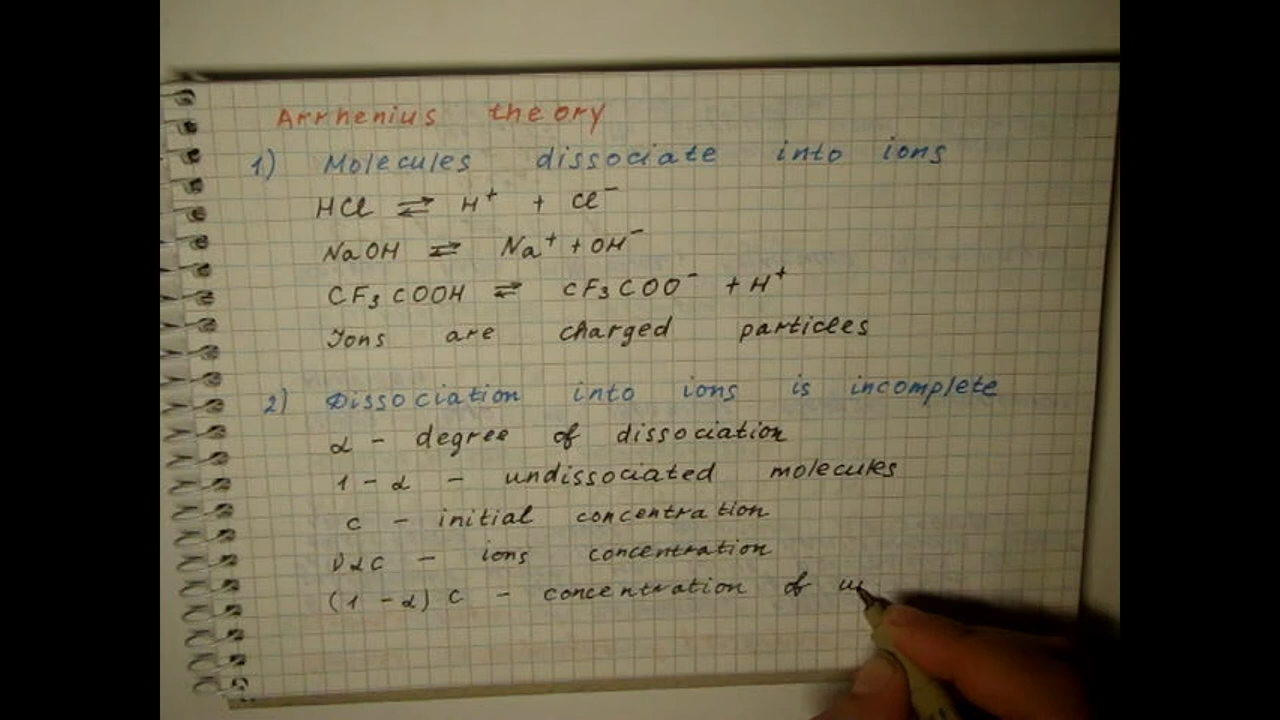 Arrhenius theory
1) Molecules dissociate into ions
HCl ⇄ H⁺ + Cl⁻
NaOH ⇄ Na⁺ + OH⁻
CF₃COOH ⇄ CF₃COO⁻ + H⁺
Ions are charged particles
2) Dissociation into ions is incomplete
α - degree of dissociation
1 - α - undissociated molecules
c - initial concentration
ναc - ions concentration
(1 - α) c - concentration of